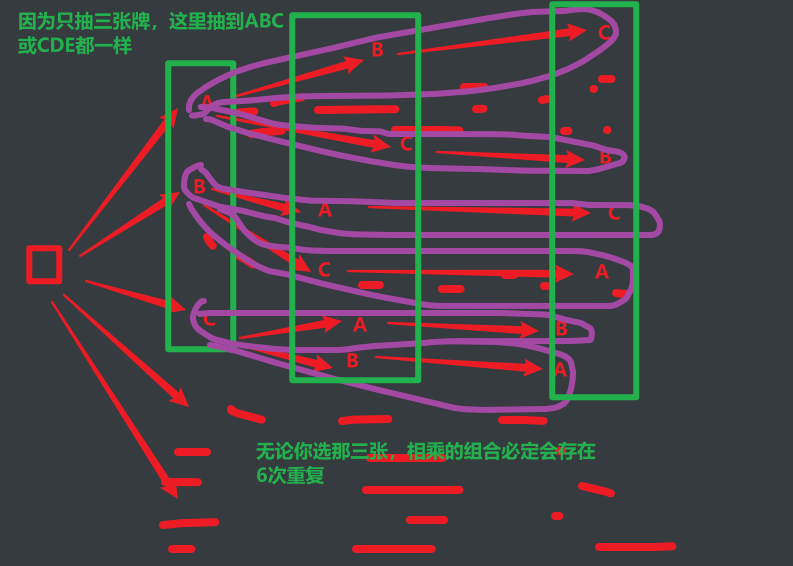 因为只抽三张牌，这里抽到ABC
或CDE都一样
A B C
C B
B A C
C A
C A B
B A
无论你选那三张，相乘的组合必定会存在
6次重复